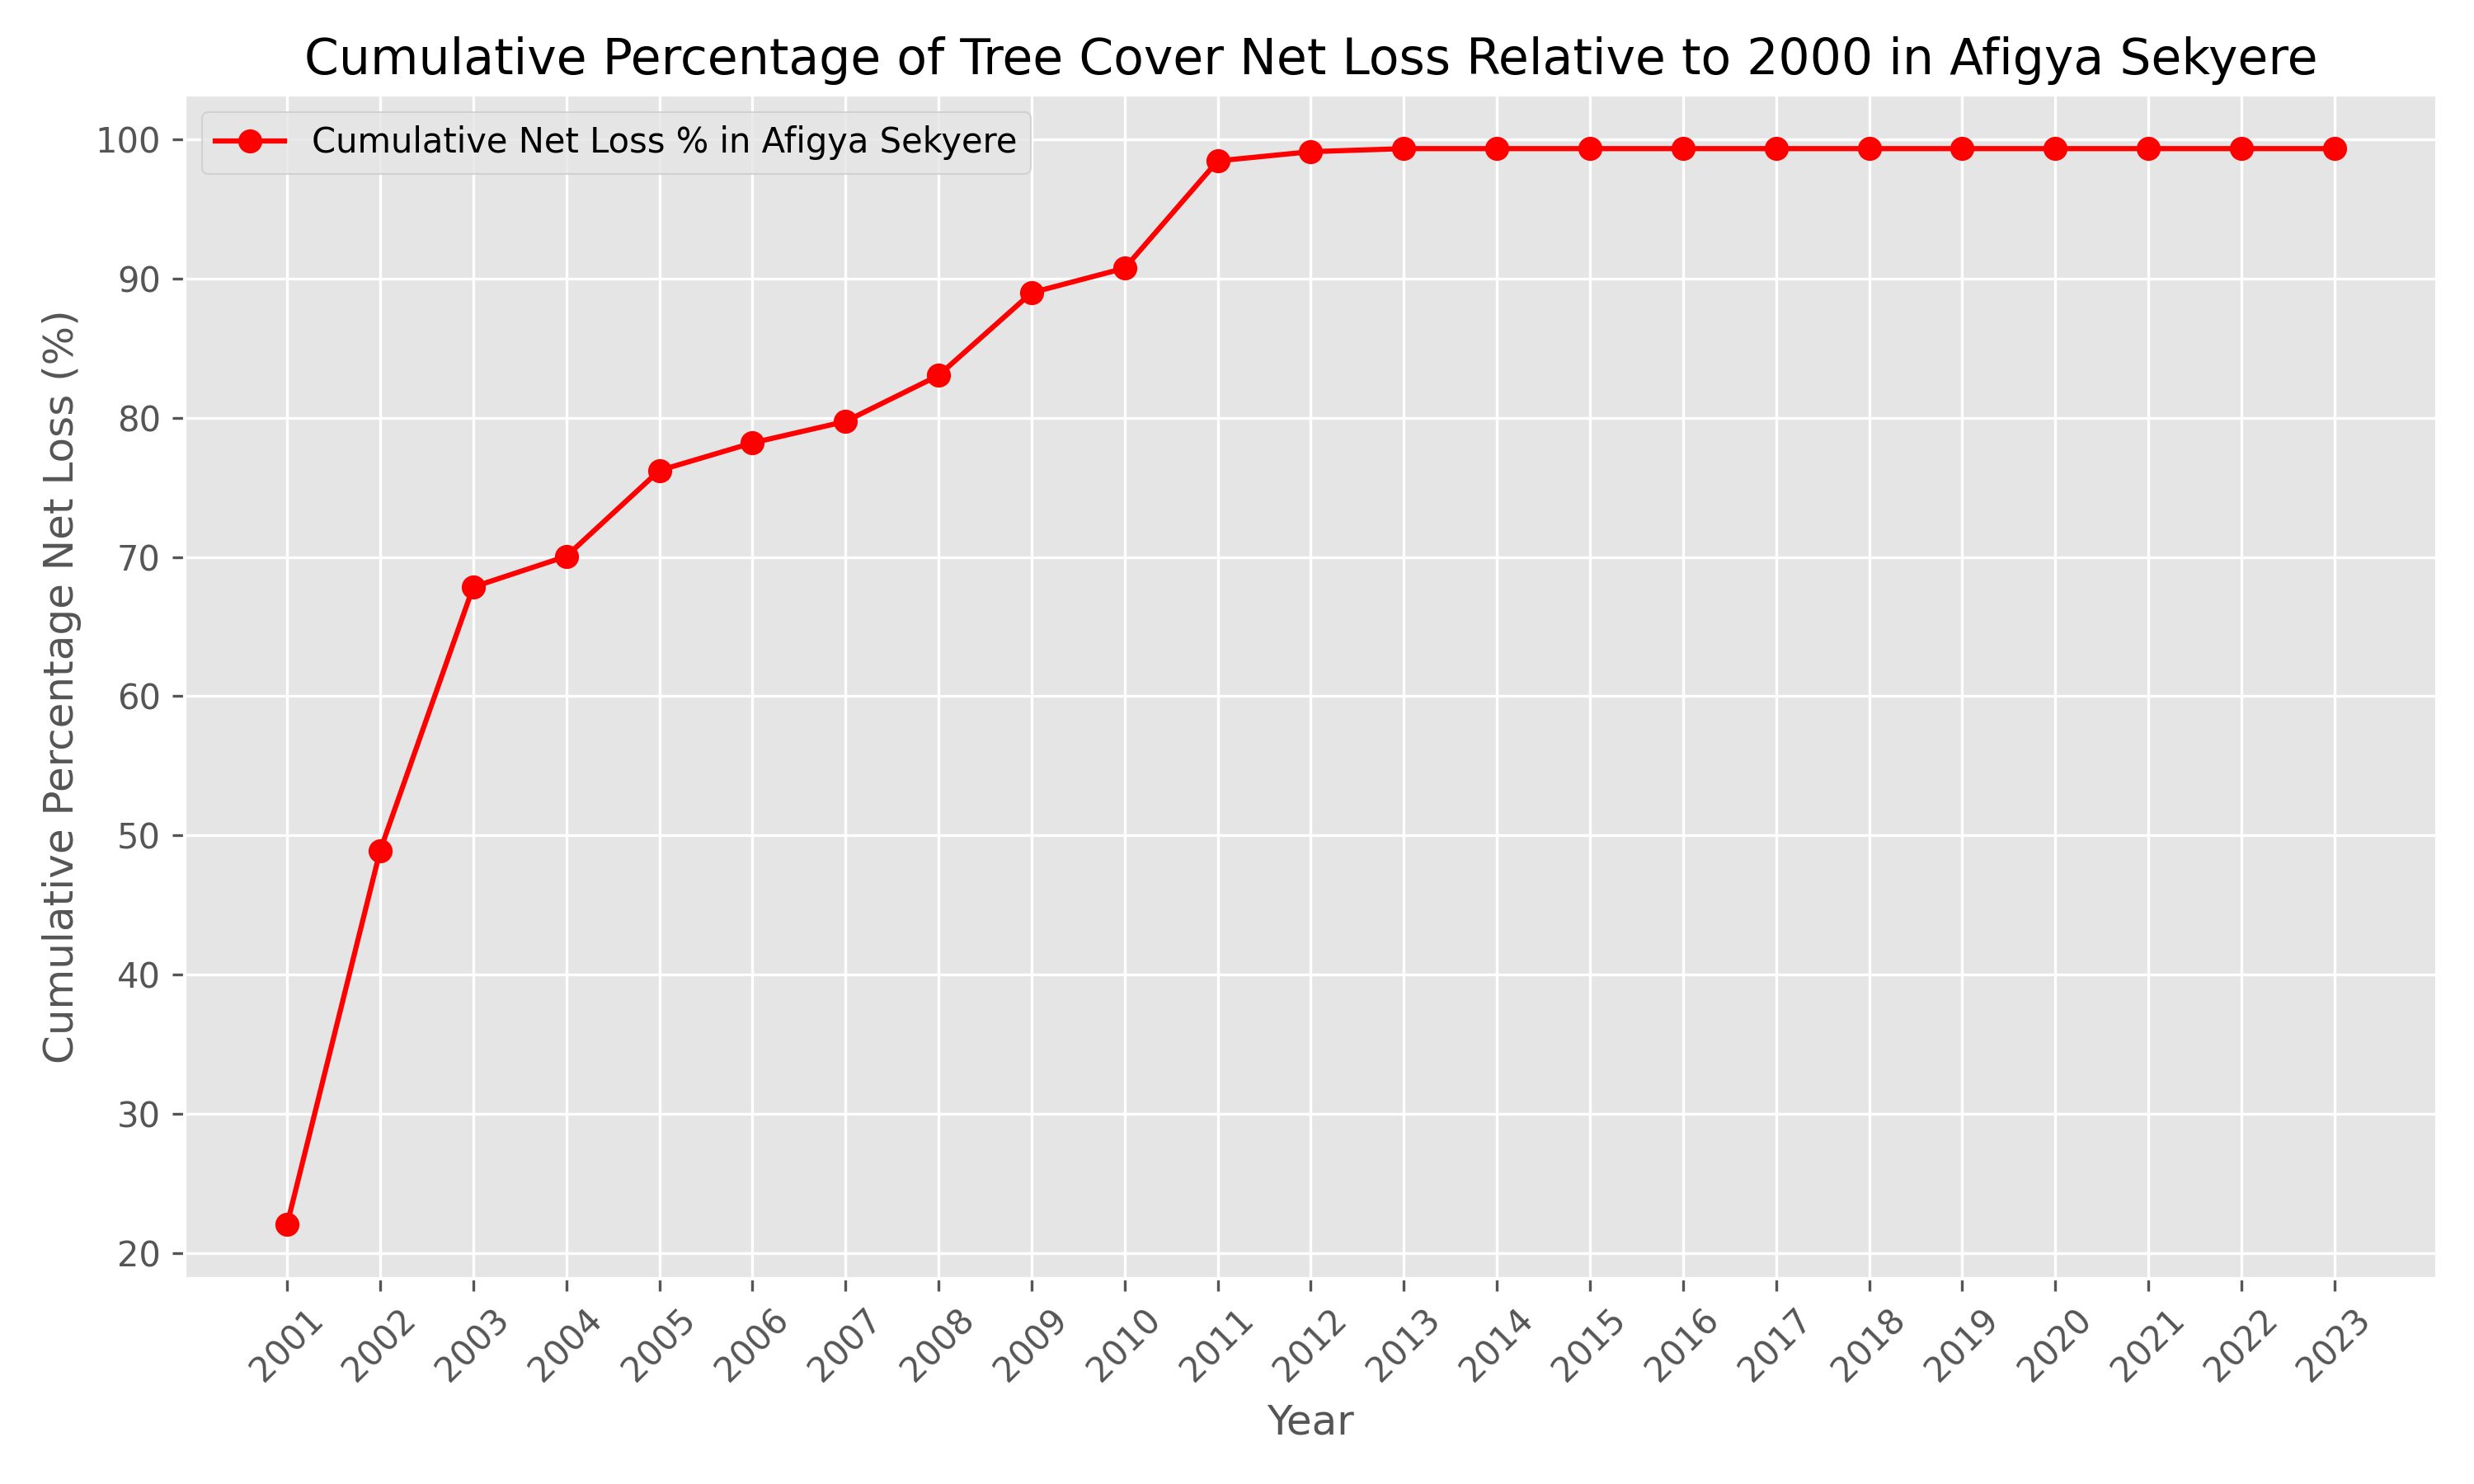 Cumulative Percentage of Tree Cover Net Loss Relative to 2000 in Afigya Sekyere
Cumulative Net Loss % in Afigya Sekyere
Cumulative Percentage Net Loss (%)
100
90
80
70
60
50
40
30
20
2001 2002 2003 2004 2005 2006 2007 2008 2009 2010 2011 2012 2013 2014 2015 2016 2017 2018 2019 2020 2021 2022 2023
Year